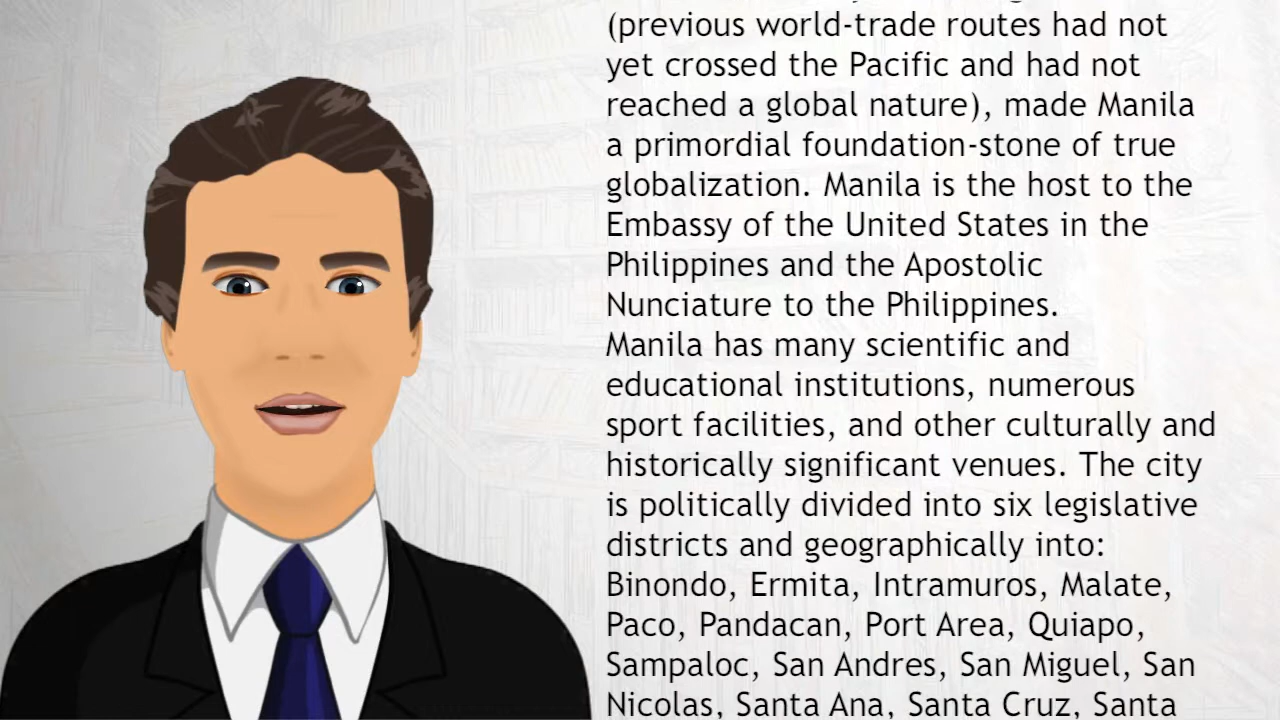 (previous world-trade routes had not
yet crossed the Pacific and had not
reached a global nature), made Manila
a primordial foundation-stone of true
globalization. Manila is the host to the
Embassy of the United States in the
Philippines and the Apostolic
Nunciature to the Philippines.
Manila has many scientific and
educational institutions, numerous
sport facilities, and other culturally and
historically significant venues. The city
is politically divided into six legislative
districts and geographically into:
Binondo, Ermita, Intramuros, Malate,
Paco, Pandacan, Port Area, Quiapo,
Sampaloc, San Andres, San Miguel, San
Nicolas, Santa Ana, Santa Cruz, Santa